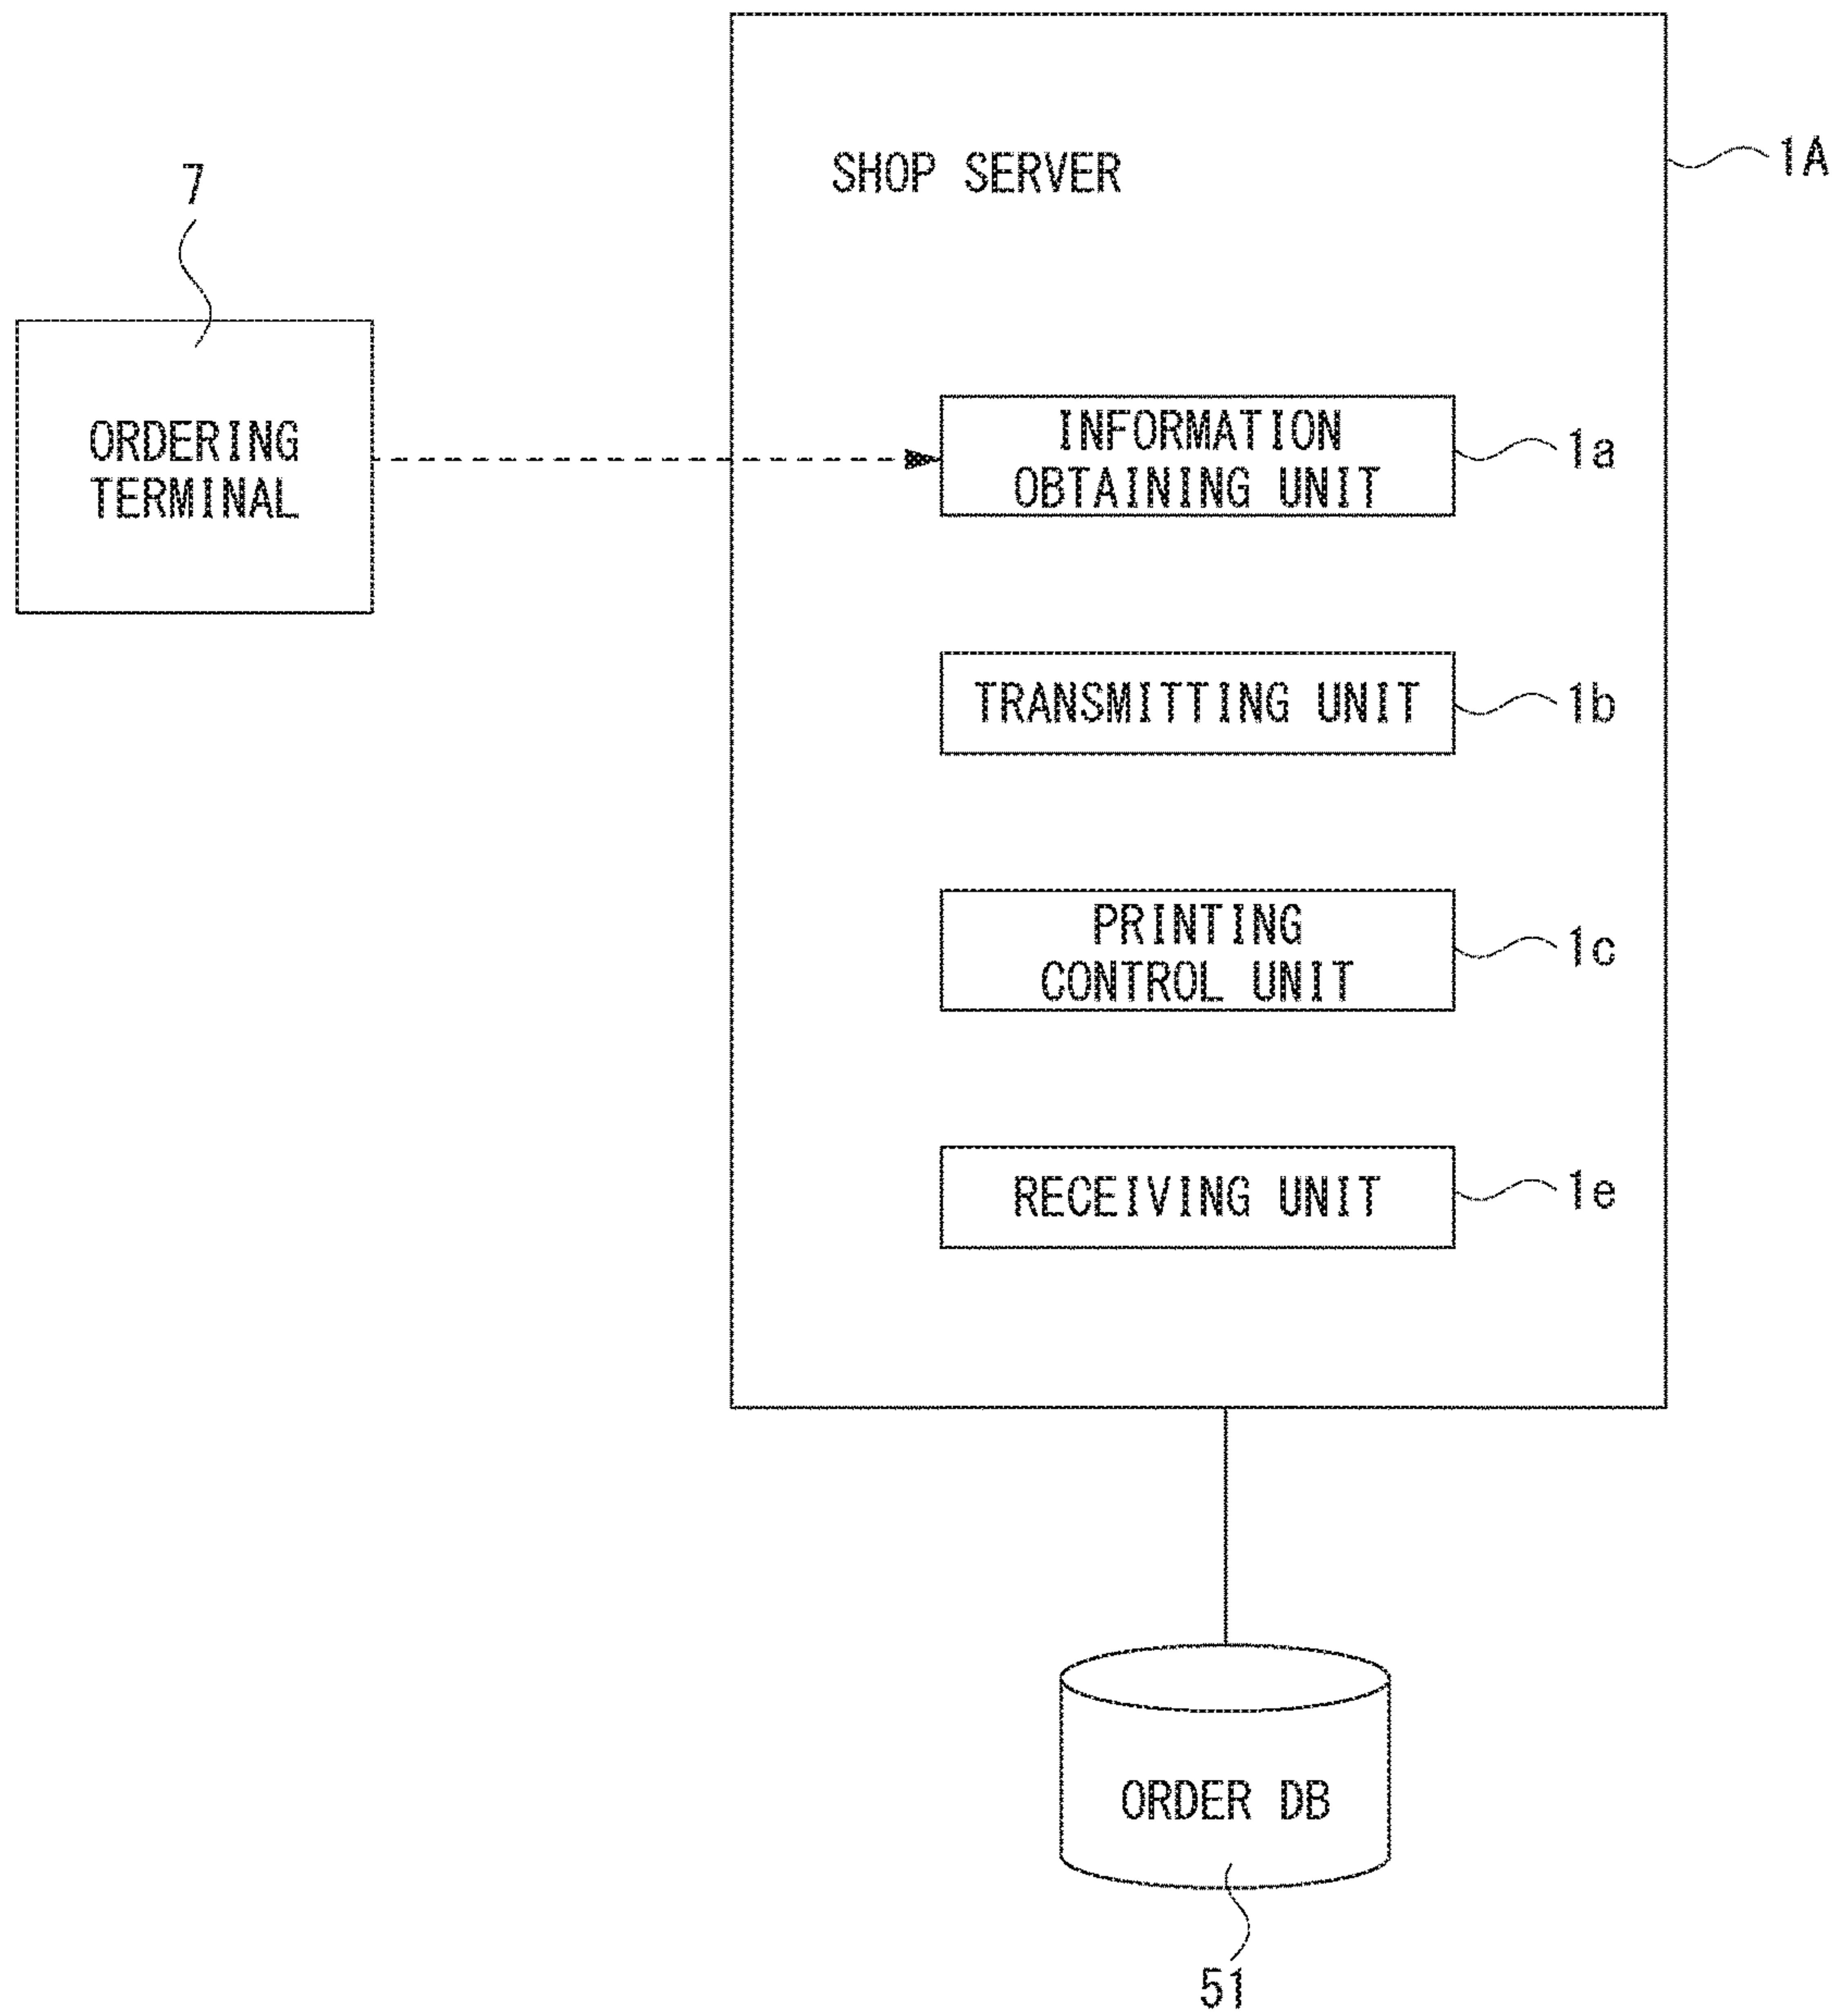 SHOP SERVER
1A
7
ORDERING
TERMINAL
INFORMATION
OBTAINING UNIT
1a
TRANSMITTING UNIT
1b
PRINTING
CONTROL UNIT
1c
RECEIVING UNIT
1e
ORDER DB
51